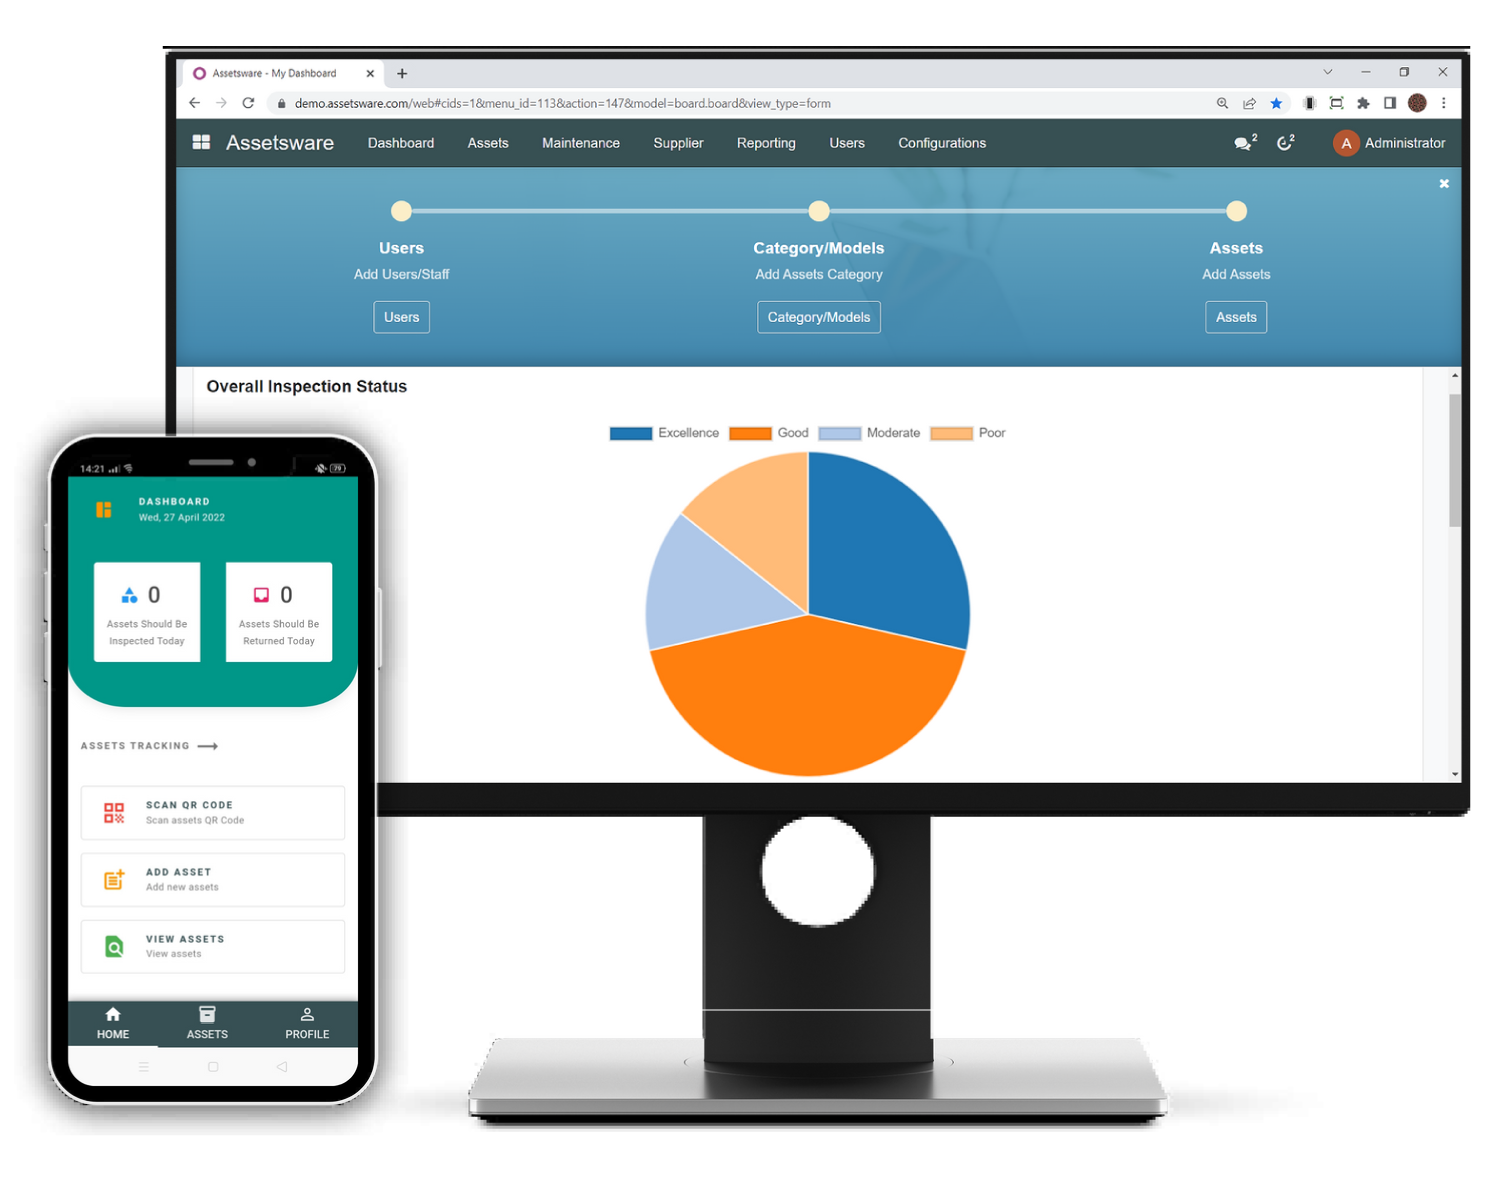 Assetsware - My Dashboard
demo.assetsware.com/web#cids=1&menu_id=113&action=147&model=board.board&view_type=form
Assetsware Dashboard Assets Maintenance Supplier Reporting Users Configurations 2 2 A Administrator
Users Category/Models Assets
Add Users/Staff Add Assets Category Add Assets
Users Category/Models Assets
Overall Inspection Status
Excellence Good Moderate Poor
14:21 79
DASHBOARD
Wed, 27 April 2022
0 0
Assets Should Be Inspected Today
Assets Should Be Returned Today
ASSETS TRACKING
SCAN QR CODE
Scan assets QR Code
ADD ASSET
Add new assets
VIEW ASSETS
View assets
HOME ASSETS PROFILE